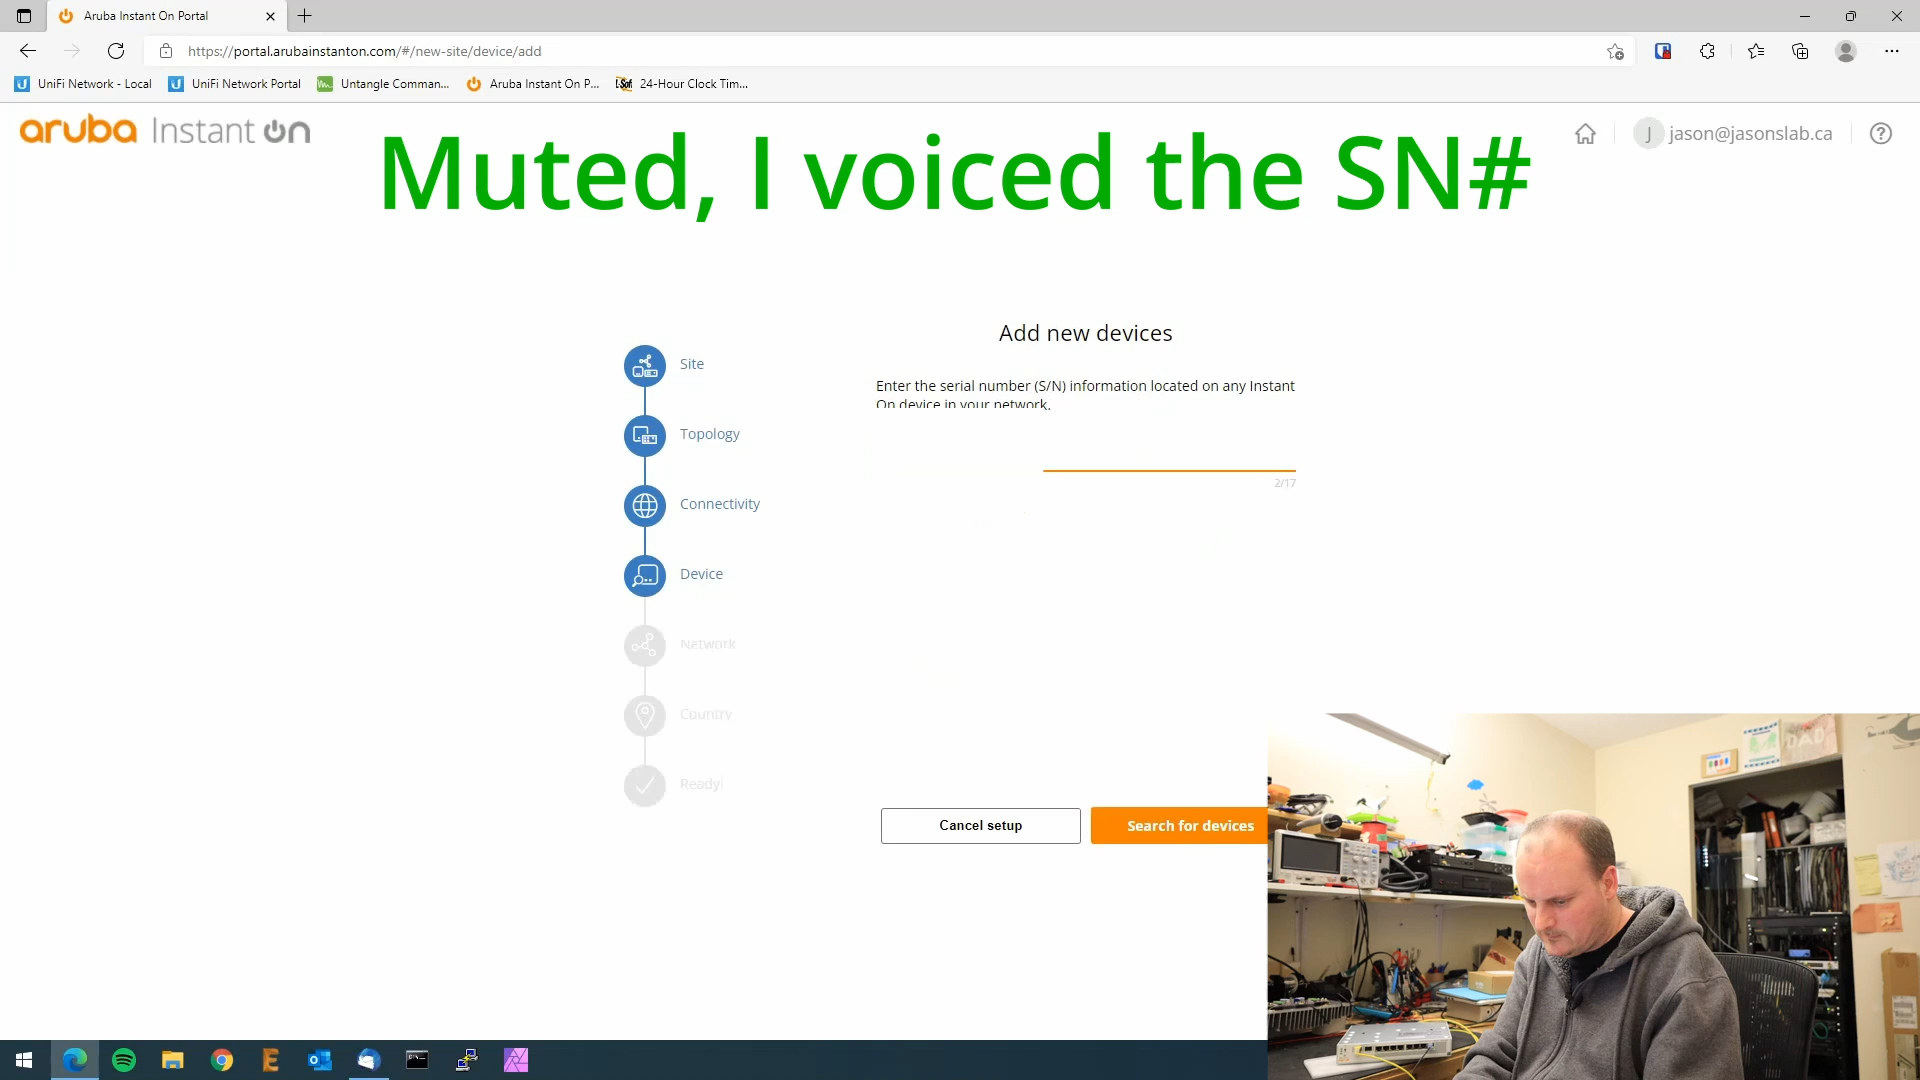 Aruba Instant On Portal
https://portal.arubainstanton.com/#/new-site/device/add
UniFi Network - Local
UniFi Network Portal
Untangle Comman...
Aruba Instant On P...
24-Hour Clock Tim...
aruba Instant On
Muted, I voiced the SN#
J
jason@jasonslab.ca
Add new devices
Enter the serial number (S/N) information located on any Instant
On device in your network.
2/17
Site
Topology
Connectivity
Device
Network
Country
Ready!
Cancel setup
Search for devices
DAD